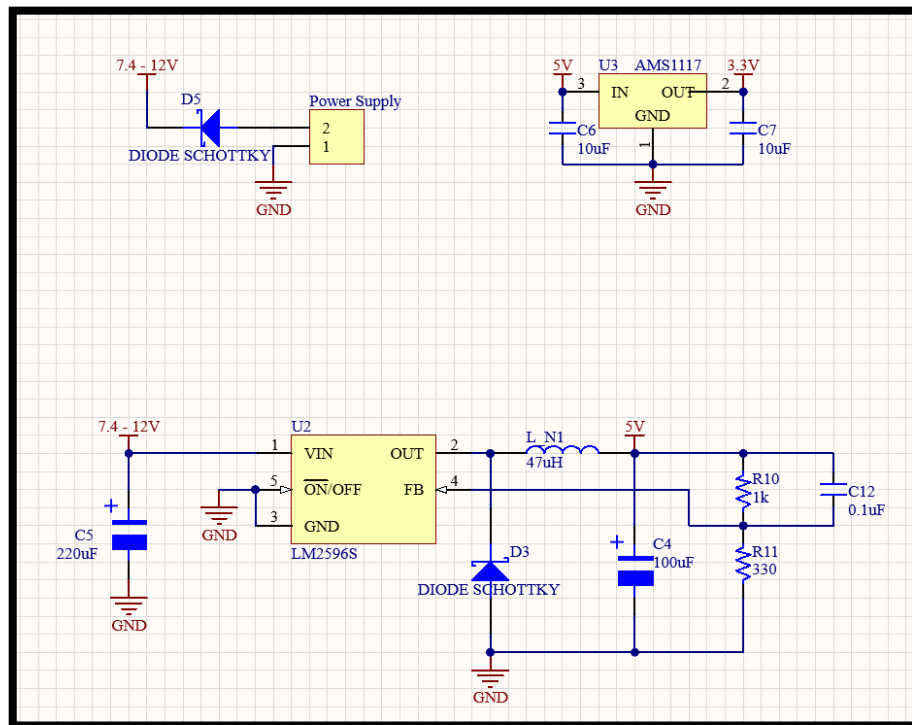 7.4 - 12V
D5
Power Supply
2
1
DIODE SCHOTTKY
GND
5V
U3
AMS1117
3.3V
3
IN
OUT
2
GND
1
C6
10uF
C7
10uF
GND
7.4 - 12V
U2
5V
1
VIN
OUT
2
L_N1
47uH
5
ON/OFF
FB
4
R10
1k
C12
0.1uF
3
GND
GND
LM2596S
C5
220uF
D3
DIODE SCHOTTKY
C4
100uF
R11
330
GND
GND